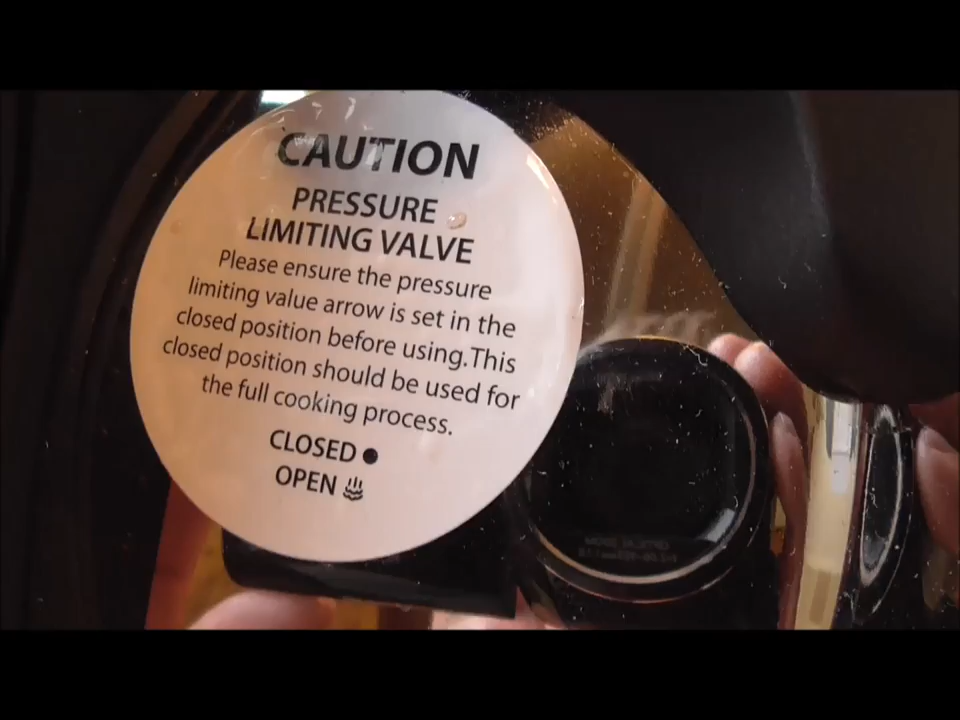 CAUTION
PRESSURE
LIMITING VALVE
Please ensure the pressure
limiting value arrow is set in the
closed position before using.This
closed position should be used for
the full cooking process.
CLOSED ●
OPEN